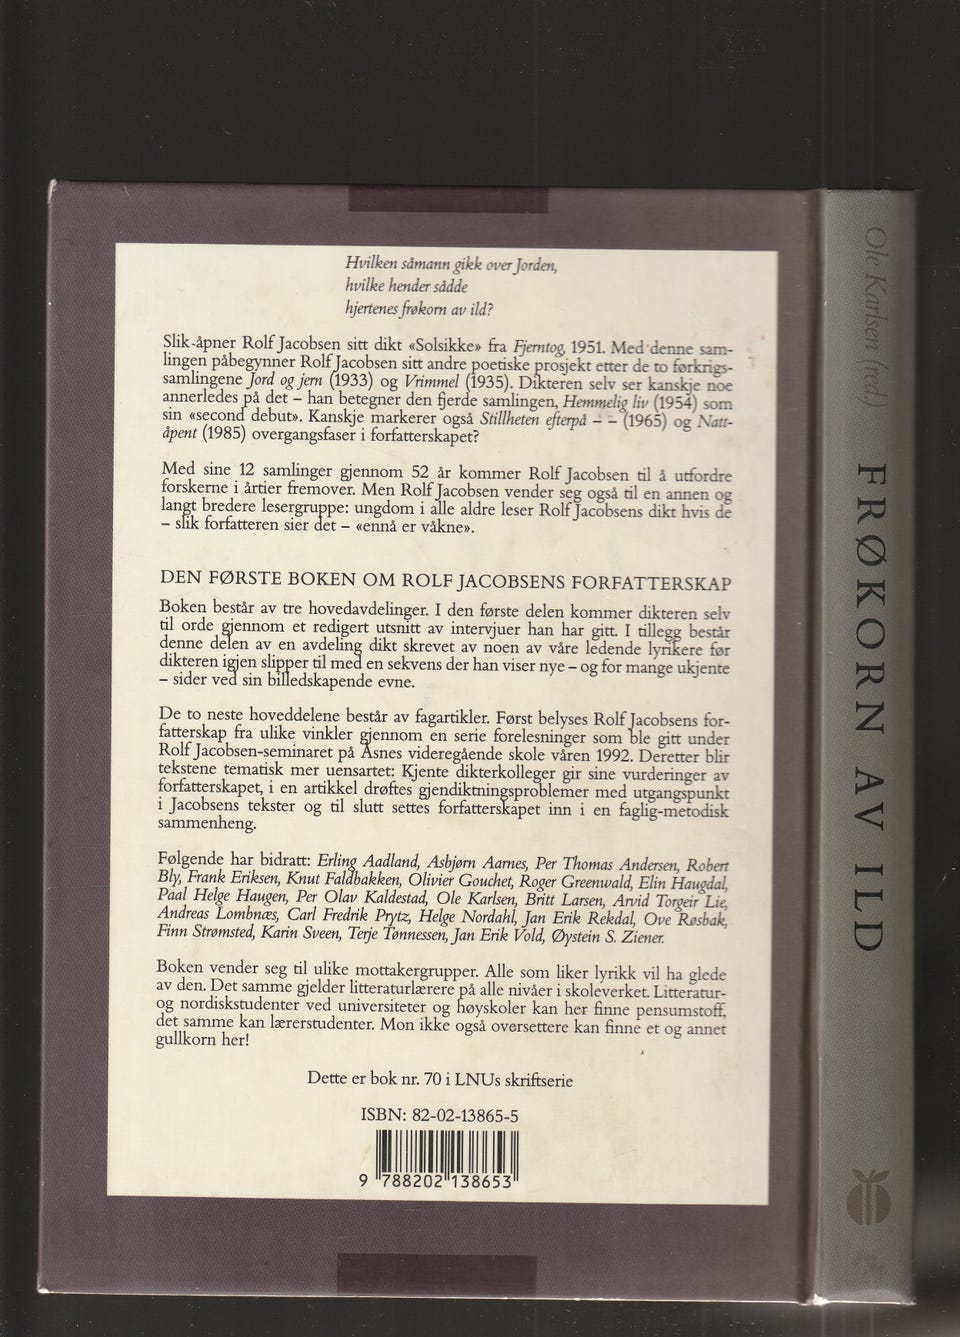 Hvilken såmann gikk over Jorden,
hvilke hender sådde
hjertenes frøkorn av ild?
Slik åpner Rolf Jacobsen sitt dikt «Solsikke» fra Fjerntog, 1951. Med denne sam-
lingen påbegynner Rolf Jacobsen sitt andre poetiske prosjekt etter de to førkrigs-
samlingene Jord og jern (1933) og Vrimmel (1935). Dikteren selv ser kanskje noe
annerledes på det – han betegner den fjerde samlingen, Hemmelig liv (1954) som
sin «second debut». Kanskje markerer også Stillheten efterpå – – (1965) og Natt-
åpent (1985) overgangsfaser i forfatterskapet?
Med sine 12 samlinger gjennom 52 år kommer Rolf Jacobsen til å utfordre
forskerne i årtier fremover. Men Rolf Jacobsen vender seg også til en annen og
langt bredere lesergruppe: ungdom i alle aldre leser Rolf Jacobsens dikt hvis de
– slik forfatteren sier det – «ennå er våkne».
DEN FØRSTE BOKEN OM ROLF JACOBSENS FORFATTERSKAP
Boken består av tre hovedavdelinger. I den første delen kommer dikteren selv
til orde gjennom et redigert utsnitt av intervjuer han har gitt. I tillegg består
denne delen av en avdeling dikt skrevet av noen av våre ledende lyrikere før
dikteren igjen slipper til med en sekvens der han viser nye – og for mange ukjente
– sider ved sin billedskapende evne.
De to neste hoveddelene består av fagartikler. Først belyses Rolf Jacobsens for-
fatterskap fra ulike vinkler gjennom en serie forelesninger som ble gitt under
Rolf Jacobsen-seminaret på Åsnes videregående skole våren 1992. Deretter blir
tekstene tematisk mer uensartet: Kjente dikterkolleger gir sine vurderinger av
forfatterskapet, i en artikkel drøftes gjendiktningsproblemer med utgangspunkt
i Jacobsens tekster og til slutt settes forfatterskapet inn i en faglig-metodisk
sammenheng.
Følgende har bidratt: Erling Aadland, Asbjørn Aarnes, Per Thomas Andersen, Robert
Bly, Frank Eriksen, Knut Faldbakken, Olivier Gouchet, Roger Greenwald, Elin Haugdal,
Paal Helge Haugen, Per Olav Kaldestad, Ole Karlsen, Britt Larsen, Arvid Torgeir Lie,
Andreas Lombnæs, Carl Fredrik Prytz, Helge Nordahl, Jan Erik Rekdal, Ove Røsbak,
Finn Strømsted, Karin Sveen, Terje Tønnessen, Jan Erik Vold, Øystein S. Ziener.
Boken vender seg til ulike mottakergrupper. Alle som liker lyrikk vil ha glede
av den. Det samme gjelder litteraturlærere på alle nivåer i skoleverket. Litteratur-
og nordiskstudenter ved universiteter og høyskoler kan her finne pensumstoff,
det samme kan lærerstudenter. Mon ikke også oversettere kan finne et og annet
gullkorn her!
Dette er bok nr. 70 i LNUs skriftserie
ISBN: 82-02-13865-5
9 788202 138653
Ole Karlsen (red.)
FRØKORN AV ILD